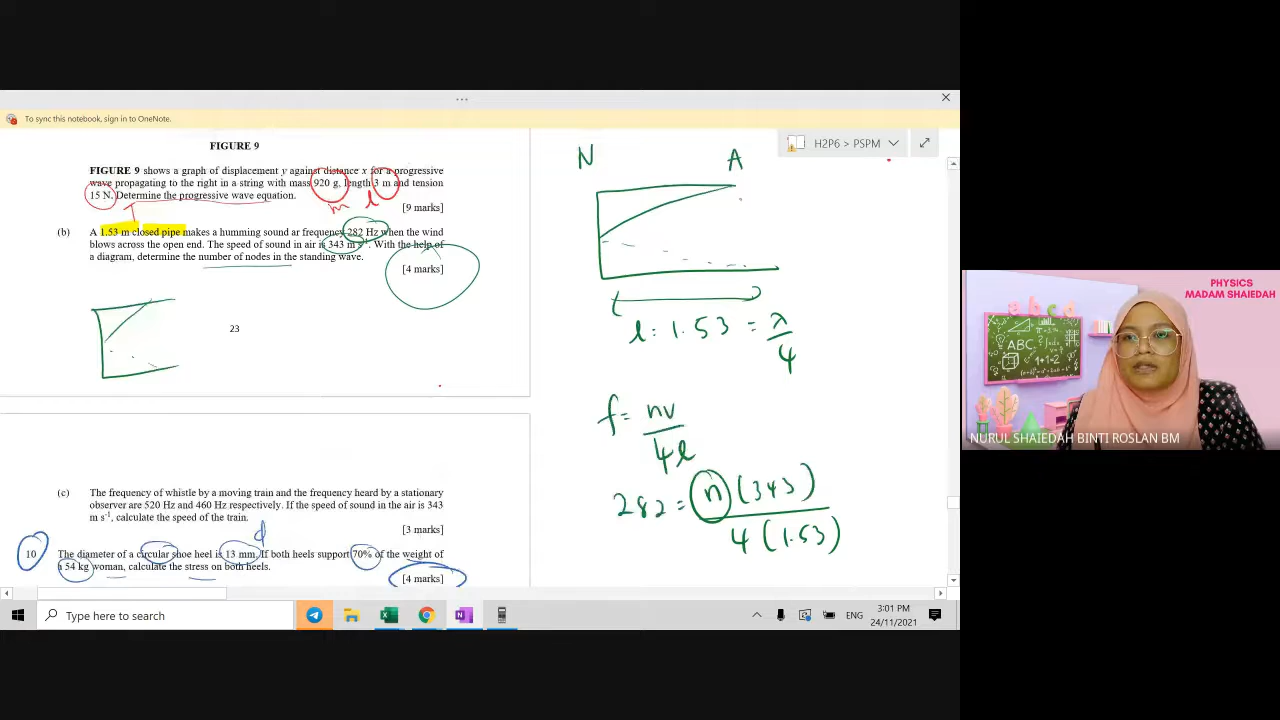 To sync this notebook, sign in to OneNote.
H2P6 > PSPM
FIGURE 9
FIGURE 9 shows a graph of displacement y against distance x for a progressive
wave propagating to the right in a string with mass 920 g, length 3 m and tension
15 N. Determine the progressive wave equation.
m l
T
[9 marks]
(b) A 1.53 m closed pipe makes a humming sound ar frequency 282 Hz when the wind
blows across the open end. The speed of sound in air is 343 m s⁻¹. With the help of
a diagram, determine the number of nodes in the standing wave.
[4 marks]
23
(c) The frequency of whistle by a moving train and the frequency heard by a stationary
observer are 520 Hz and 460 Hz respectively. If the speed of sound in the air is 343
m s⁻¹, calculate the speed of the train.
[3 marks]
d
10 The diameter of a circular shoe heel is 13 mm. If both heels support 70% of the weight of
a 54 kg woman, calculate the stress on both heels.
[4 marks]
N A
l = 1.53 = λ/4
f = nv/4l
282 = n(343)/4(1.53)
PHYSICS
MADAM SHAIEDAH
a b c d
ABC
1+1=2
NURUL SHAIEDAH BINTI ROSLAN BM
Type here to search
ENG
3:01 PM
24/11/2021